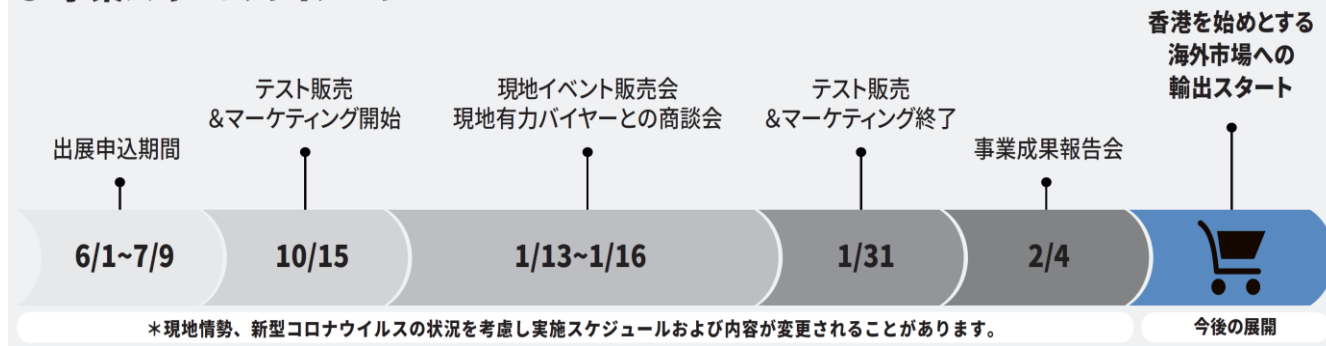 香港を始めとする
海外市場への
輸出スタート
テスト販売
&マーケティング開始
現地イベント販売会
現地有力バイヤーとの商談会
テスト販売
&マーケティング終了
出展申込期間
事業成果報告会
6/1~7/9
10/15
1/13~1/16
1/31
2/4
＊現地情勢、新型コロナウイルスの状況を考慮し実施スケジュールおよび内容が変更されることがあります。
今後の展開